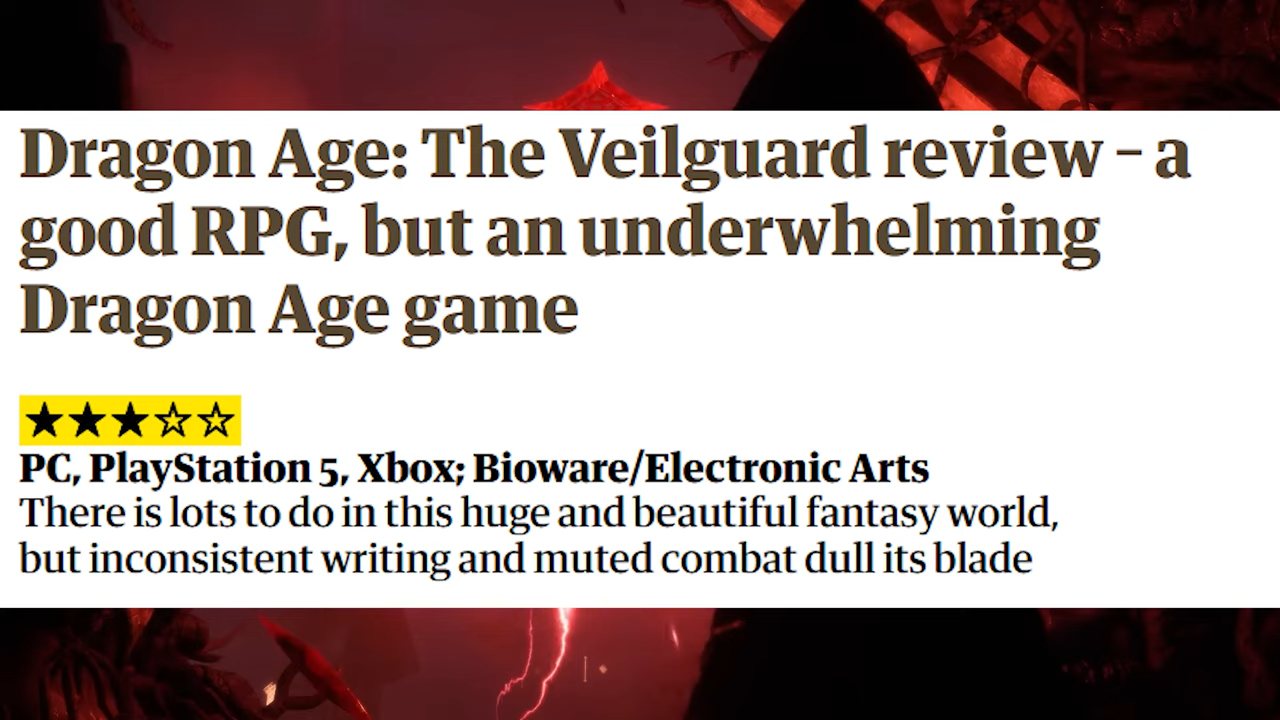 Dragon Age: The Veilguard review – a
good RPG, but an underwhelming
Dragon Age game
★★★☆☆
PC, PlayStation 5, Xbox; Bioware/Electronic Arts
There is lots to do in this huge and beautiful fantasy world,
but inconsistent writing and muted combat dull its blade